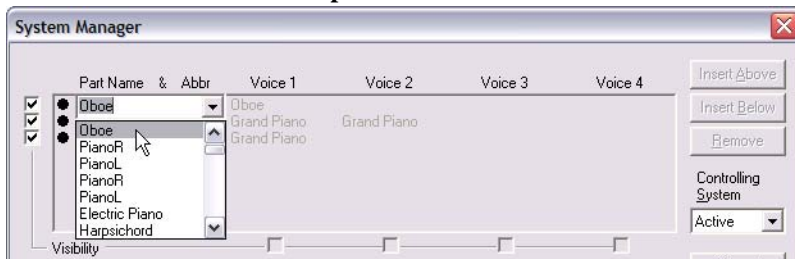 System Manager
Part Name & Abbr Voice 1 Voice 2 Voice 3 Voice 4
Insert Above
Oboe Oboe
Insert Below
Grand Piano Grand Piano
Oboe
Grand Piano
Remove
PianoR
PianoL
PianoR
PianoL
Electric Piano
Harpsichord
Controlling
System
Active
Visibility